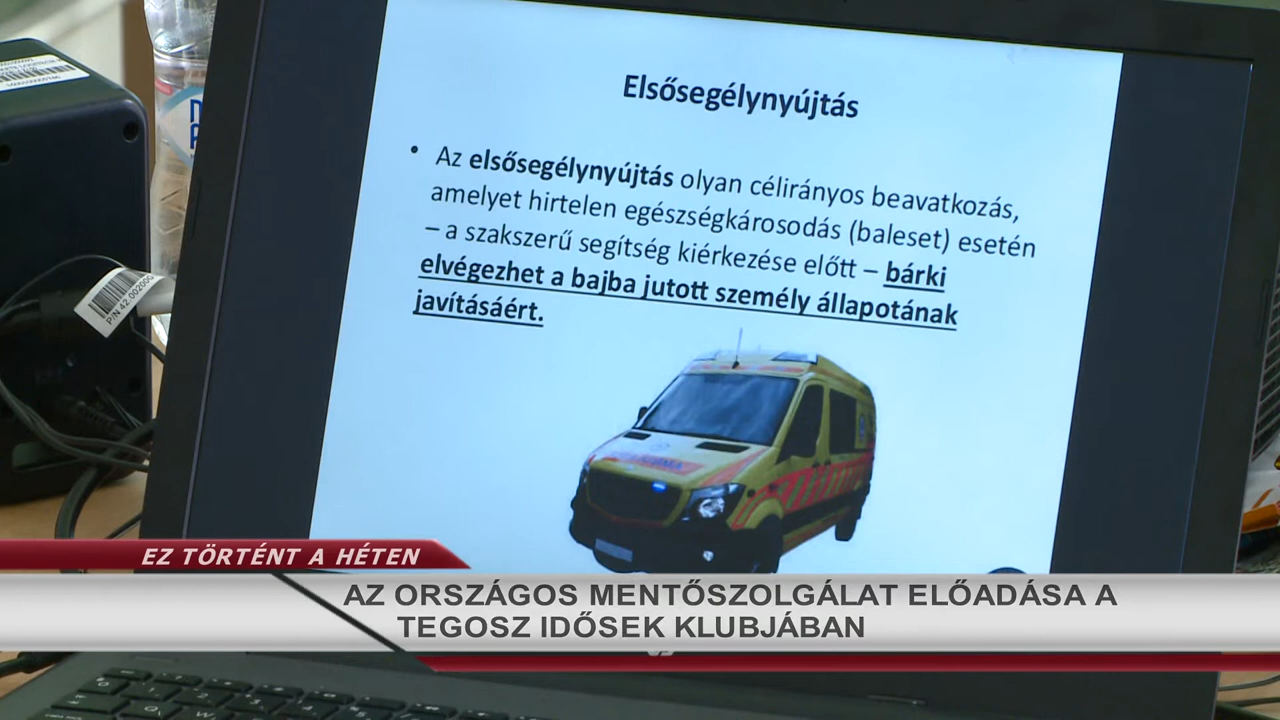 Elsősegélynyújtás
• Az elsősegélynyújtás olyan célirányos beavatkozás,
amelyet hirtelen egészségkárosodás (baleset) esetén
– a szakszerű segítség kiérkezése előtt – bárki
elvégezhet a bajba jutott személy állapotának
javításáért.
EZ TÖRTÉNT A HÉTEN
AZ ORSZÁGOS MENTŐSZOLGÁLAT ELŐADÁSA A
TEGOSZ IDŐSEK KLUBJÁBAN